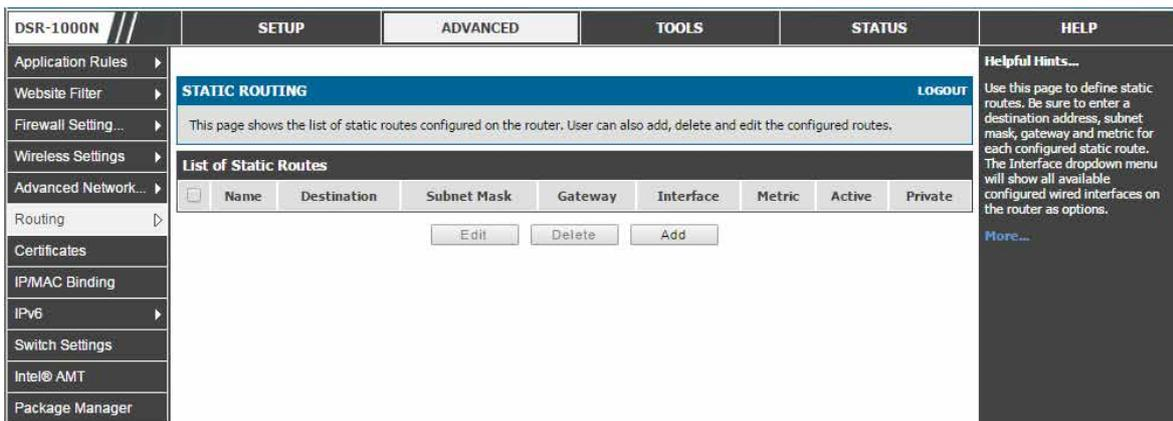 DSR-1000N
SETUP
ADVANCED
TOOLS
STATUS
HELP
Application Rules
Website Filter
Firewall Setting...
Wireless Settings
Advanced Network...
Routing
Certificates
IP/MAC Binding
IPv6
Switch Settings
Intel® AMT
Package Manager
STATIC ROUTING
LOGOUT
This page shows the list of static routes configured on the router. User can also add, delete and edit the configured routes.
List of Static Routes
Name Destination Subnet Mask Gateway Interface Metric Active Private
Edit Delete Add
Helpful Hints...
Use this page to define static
routes. Be sure to enter a
destination address, subnet
mask, gateway and metric for
each configured static route.
The Interface dropdown menu
will show all available
configured wired interfaces on
the router as options.
More...